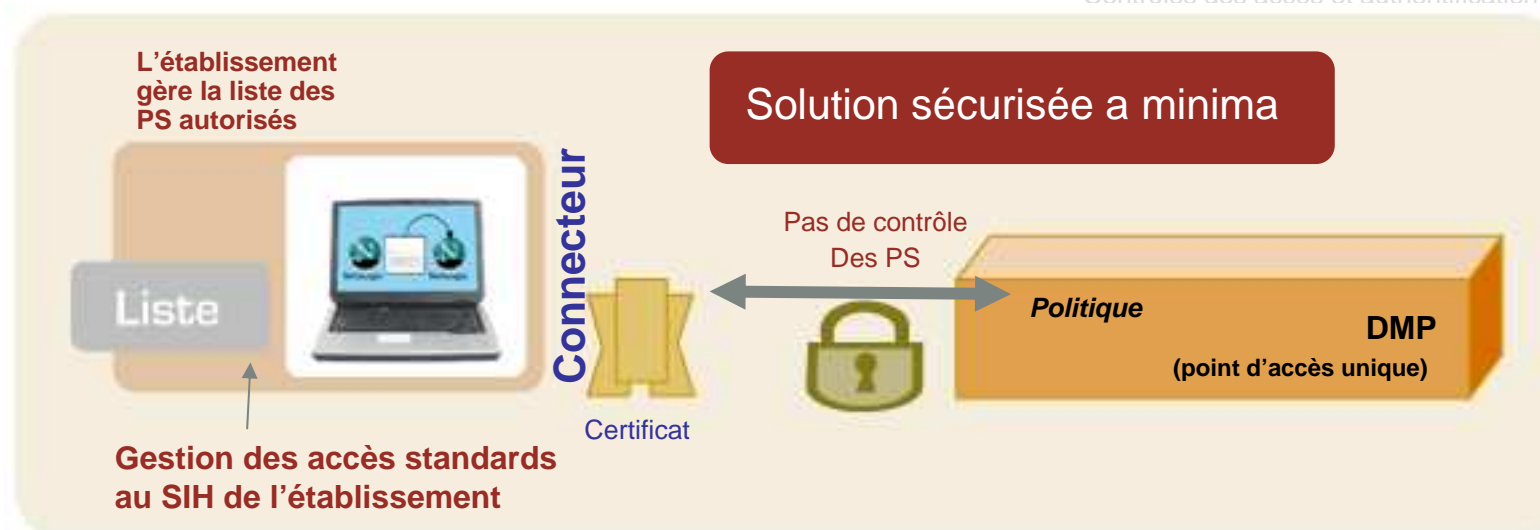 L'établissement
gère la liste des
PS autorisés
Solution sécurisée a minima
Liste
Connecteur
Pas de contrôle
Des PS
Politique
DMP
(point d'accès unique)
Certificat
Gestion des accès standards
au SIH de l'établissement